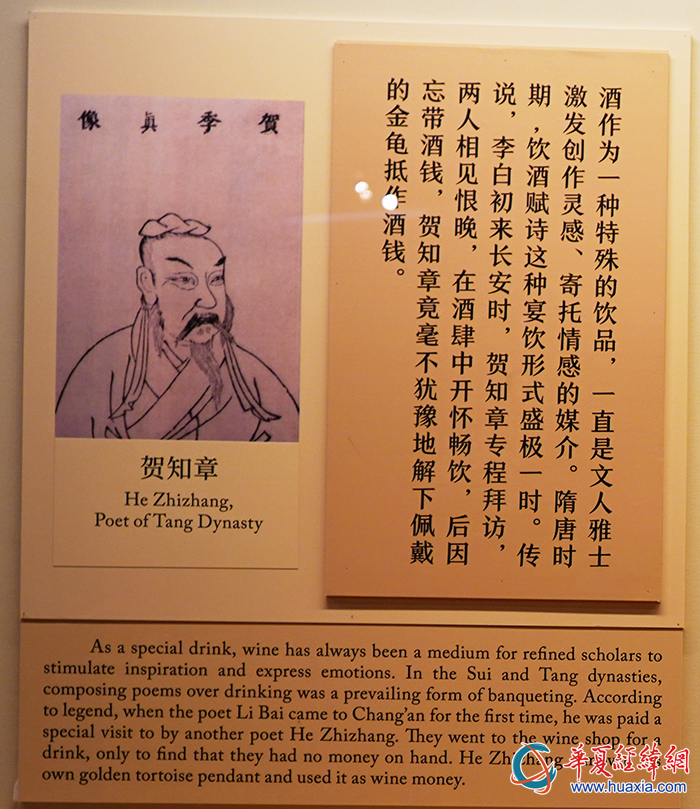 賀季眞像
贺知章
He Zhizhang,
Poet of Tang Dynasty
酒作为一种特殊的饮品，一直是文人雅士
激发创作灵感、寄托情感的媒介。隋唐时
期,饮酒赋诗这种宴饮形式盛极一时。传
说，李白初来长安时，贺知章专程拜访，
两人相见恨晚，在酒肆中开怀畅饮，后因
忘带酒钱，贺知章竟毫不犹豫地解下佩戴
的金龟抵作酒钱。
As a special drink, wine has always been a medium for refined scholars to
stimulate inspiration and express emotions. In the Sui and Tang dynasties,
composing poems over drinking was a prevailing form of banqueting. According
to legend, when the poet Li Bai came to Chang'an for the first time, he was paid a
special visit to by another poet He Zhizhang. They went to the wine shop for a
drink, only to find that they had no money on hand. He Zhizhang
own golden tortoise pendant and used it as wine money.
华夏经纬网
www.huaxia.com